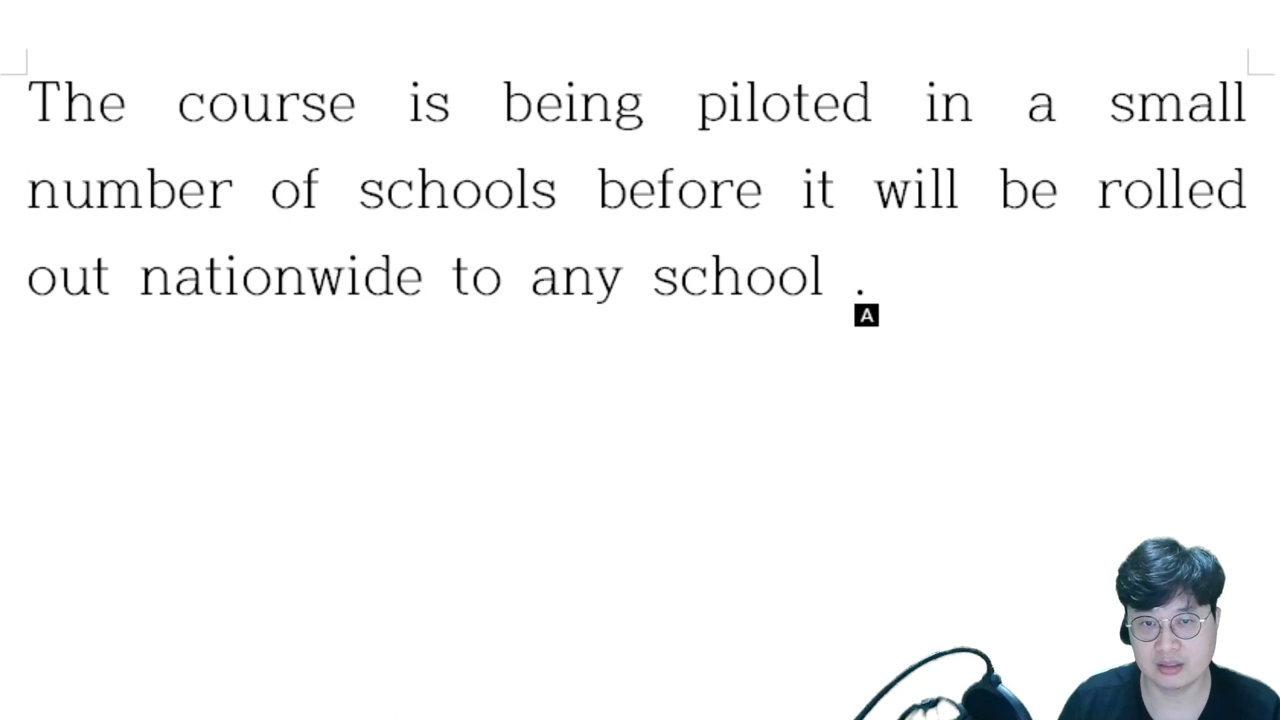 The course is being piloted in a small
number of schools before it will be rolled
out nationwide to any school .
A